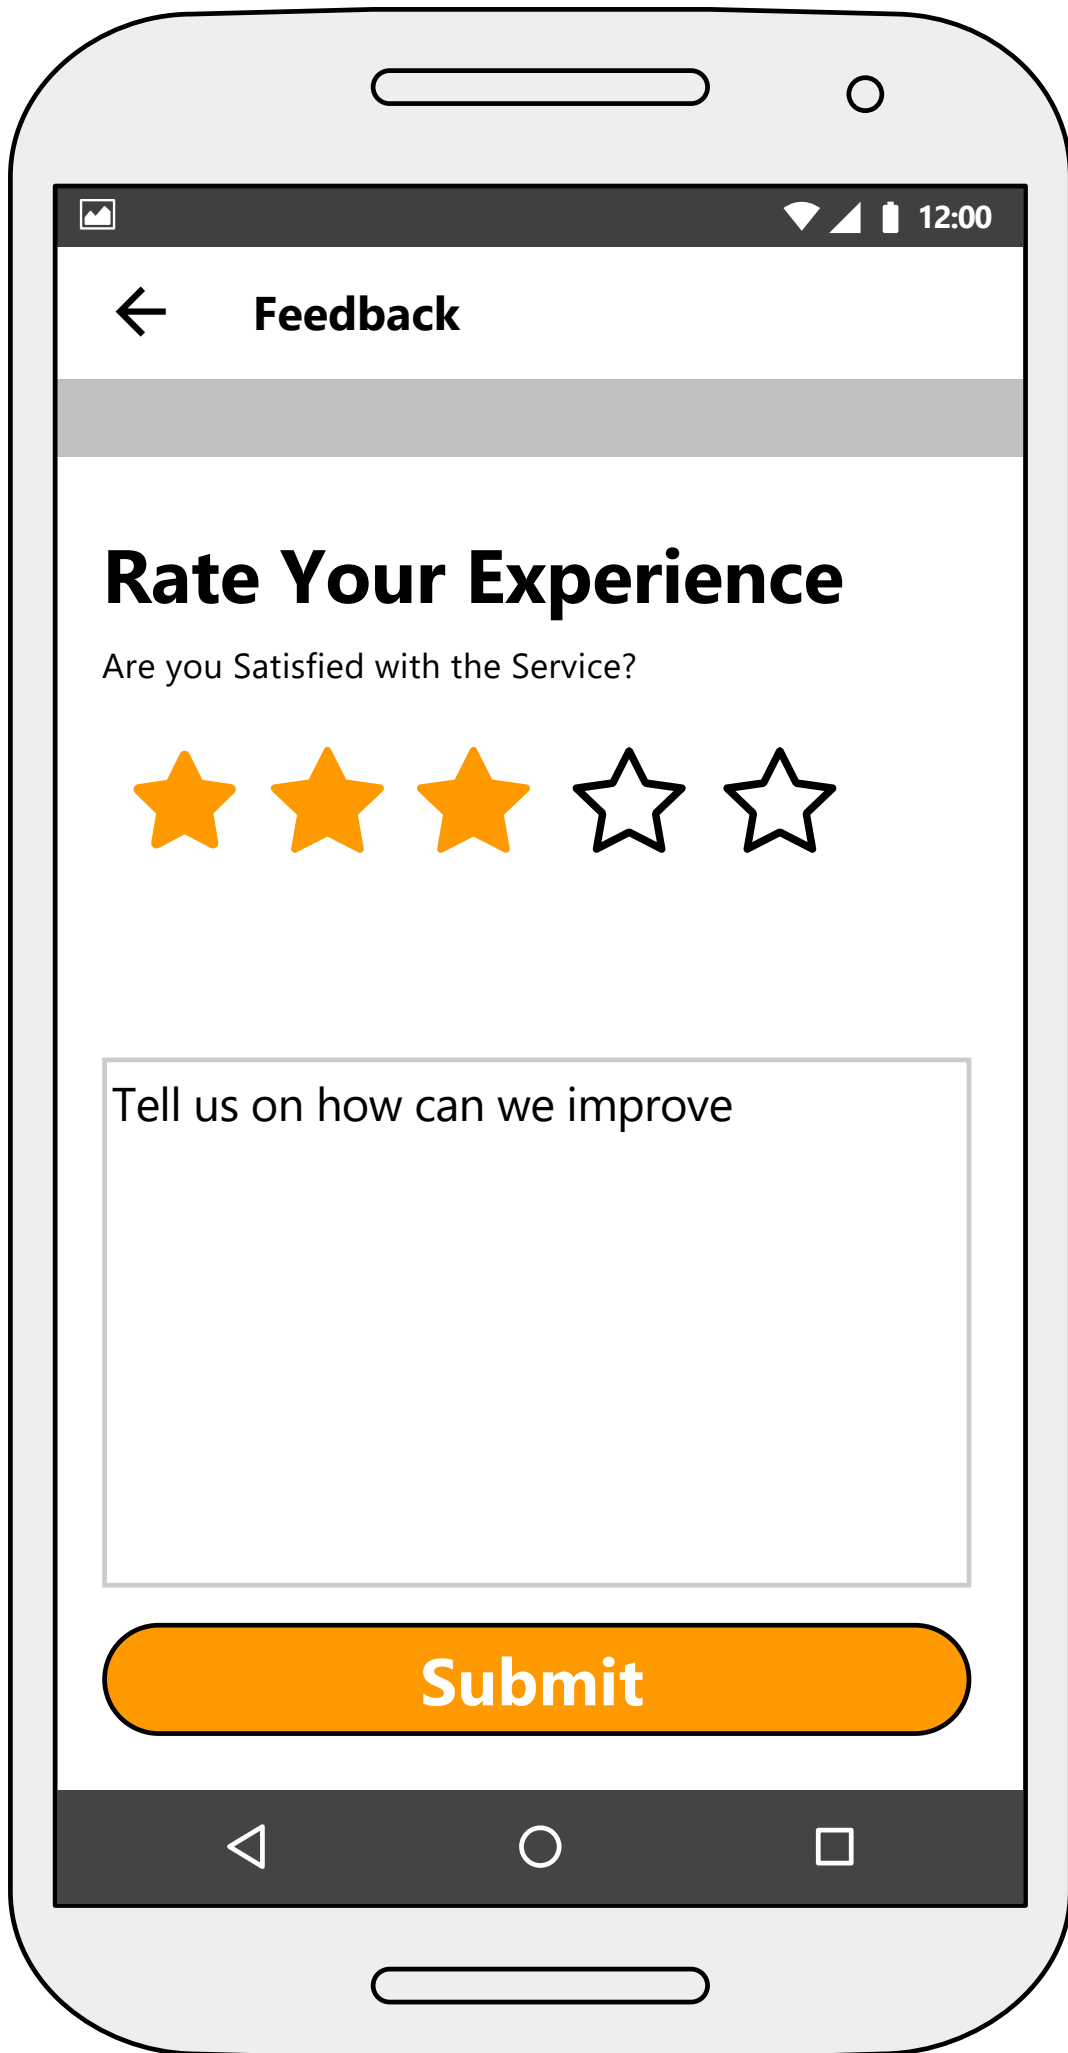 12:00
Feedback
Rate Your Experience
Are you Satisfied with the Service?
Tell us on how can we improve
Submit